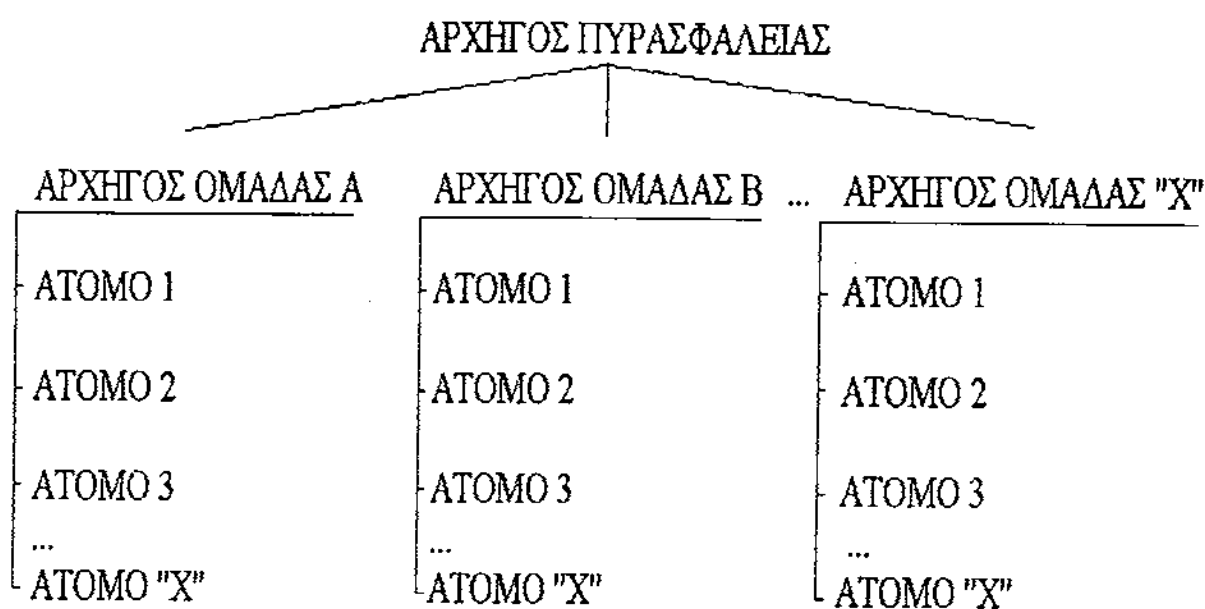 ΑΡΧΗΓΟΣ ΠΥΡΑΣΦΑΛΕΙΑΣ
ΑΡΧΗΓΟΣ ΟΜΑΔΑΣ Α ΑΡΧΗΓΟΣ ΟΜΑΔΑΣ Β ... ΑΡΧΗΓΟΣ ΟΜΑΔΑΣ "Χ"
ΑΤΟΜΟ 1 ΑΤΟΜΟ 1 ΑΤΟΜΟ 1
ΑΤΟΜΟ 2 ΑΤΟΜΟ 2 ΑΤΟΜΟ 2
ΑΤΟΜΟ 3 ΑΤΟΜΟ 3 ΑΤΟΜΟ 3
... ... ...
ΑΤΟΜΟ "Χ" ΑΤΟΜΟ "Χ" ΑΤΟΜΟ "Χ"